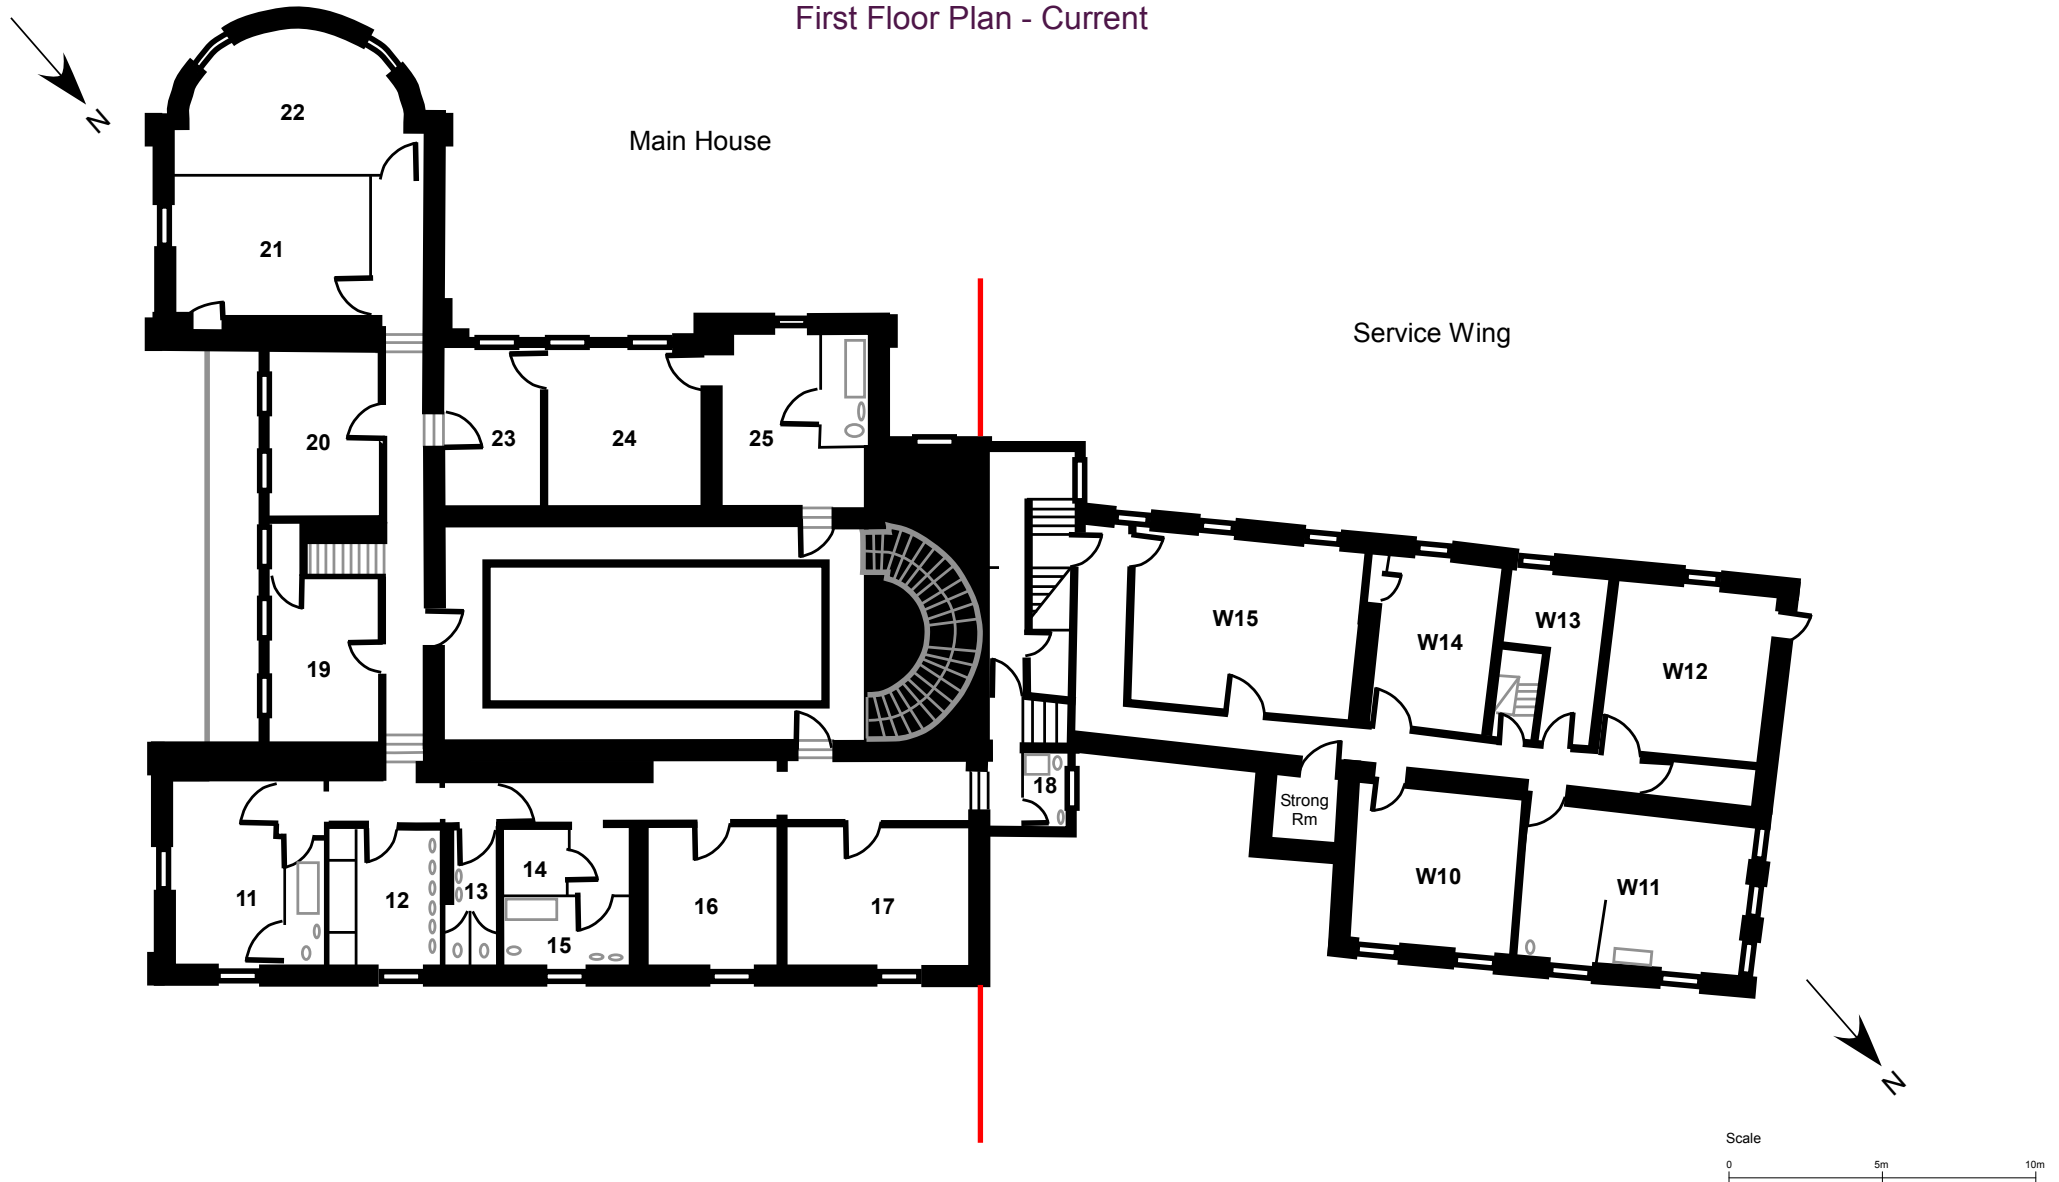 First Floor Plan - Current
N
22
Main House
21
Service Wing
20
23
24
25
19
W15
W14
W13
W12
18
Strong
Rm
11
12
13
14
15
16
17
W10
W11
N
Scale
0
5m
10m